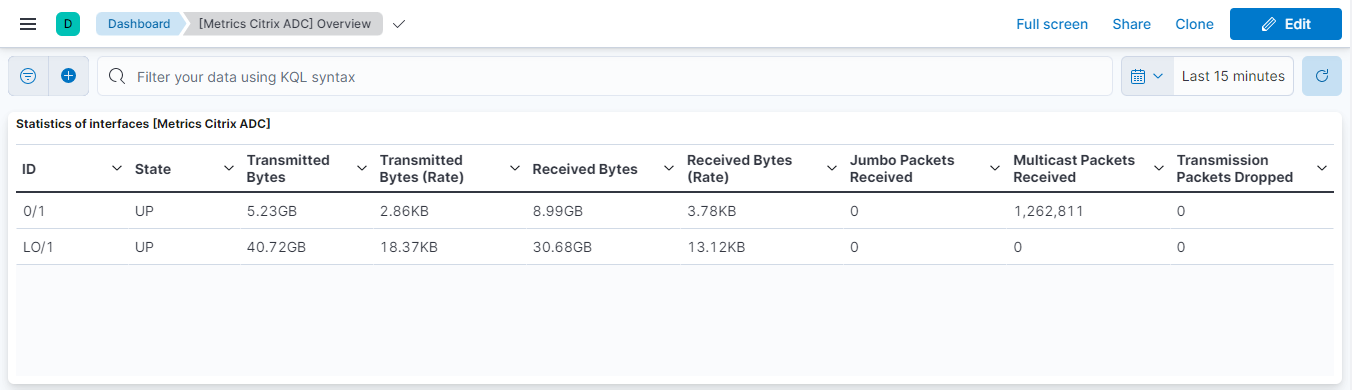 D Dashboard [Metrics Citrix ADC] Overview Full screen Share Clone Edit
Filter your data using KQL syntax Last 15 minutes
Statistics of interfaces [Metrics Citrix ADC]
ID State Transmitted Bytes Transmitted Bytes (Rate) Received Bytes Received Bytes (Rate) Jumbo Packets Received Multicast Packets Received Transmission Packets Dropped
0/1 UP 5.23GB 2.86KB 8.99GB 3.78KB 0 1,262,811 0
LO/1 UP 40.72GB 18.37KB 30.68GB 13.12KB 0 0 0